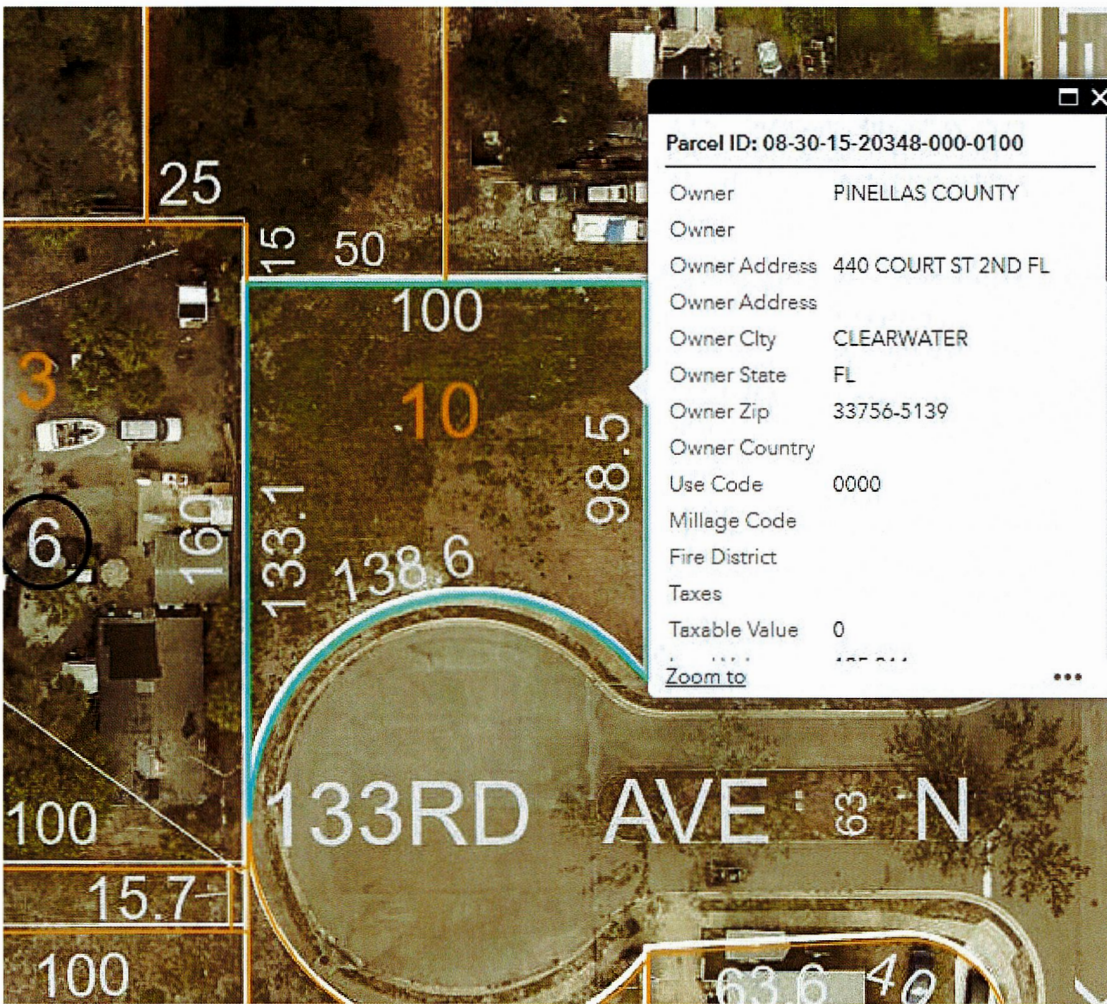 25
15
50
100
3
10
98.5
6
160
133.1
138.6
133RD AVE N
63
100
15.7
100
63.6
40
Parcel ID: 08-30-15-20348-000-0100
Owner PINELLAS COUNTY
Owner
Owner Address 440 COURT ST 2ND FL
Owner Address
Owner City CLEARWATER
Owner State FL
Owner Zip 33756-5139
Owner Country
Use Code 0000
Millage Code
Fire District
Taxes
Taxable Value 0
Zoom to